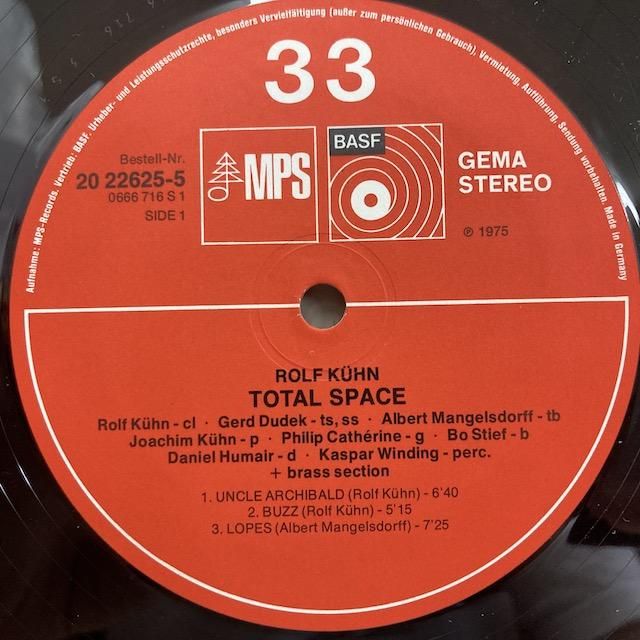 Aufnahme: MPS-Records. Vertrieb: BASF. Urheber- und Leistungsschutzrechte, besonders Vervielfältigung (außer zum persönlichen Gebrauch), Vermietung, Aufführung, Sendung vorbehalten. Made in Germany
33
Bestell-Nr.
20 22625-5
0666 716 S 1
SIDE 1
MPS
BASF
GEMA
STEREO
℗ 1975
ROLF KÜHN
TOTAL SPACE
Rolf Kühn - cl · Gerd Dudek - ts, ss · Albert Mangelsdorff - tb
Joachim Kühn - p · Philip Cathérine - g · Bo Stief - b
Daniel Humair - d · Kaspar Winding - perc.
+ brass section
1. UNCLE ARCHIBALD (Rolf Kühn) - 6'40
2. BUZZ (Rolf Kühn) - 5'15
3. LOPES (Albert Mangelsdorff) - 7'25